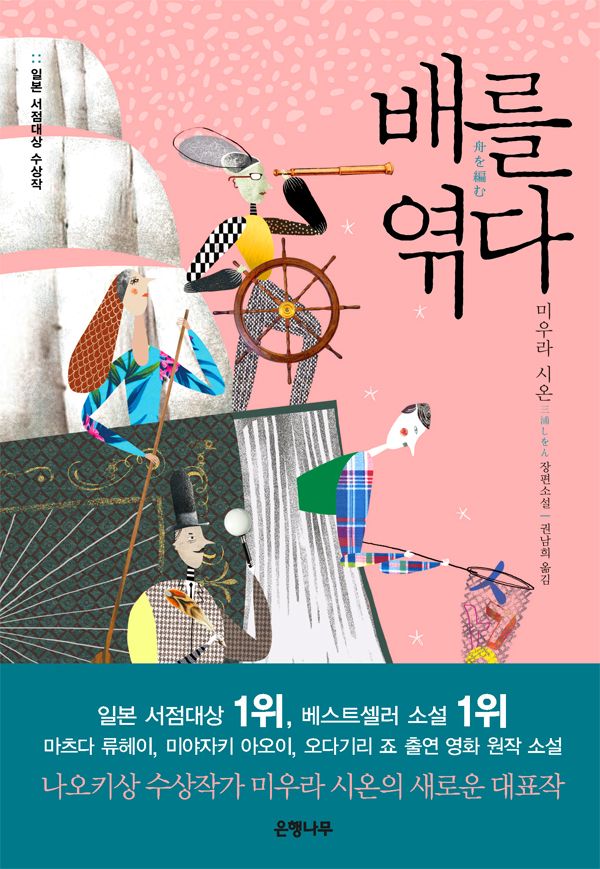 :: 일본 서점대상 수상작
배를
엮다
舟を編む
미우라 시온 三浦しをん 장편소설 | 권남희 옮김
일본 서점대상 1위, 베스트셀러 소설 1위
마츠다 류헤이, 미야자키 아오이, 오다기리 죠 출연 영화 원작 소설
나오키상 수상작가 미우라 시온의 새로운 대표작
은행나무